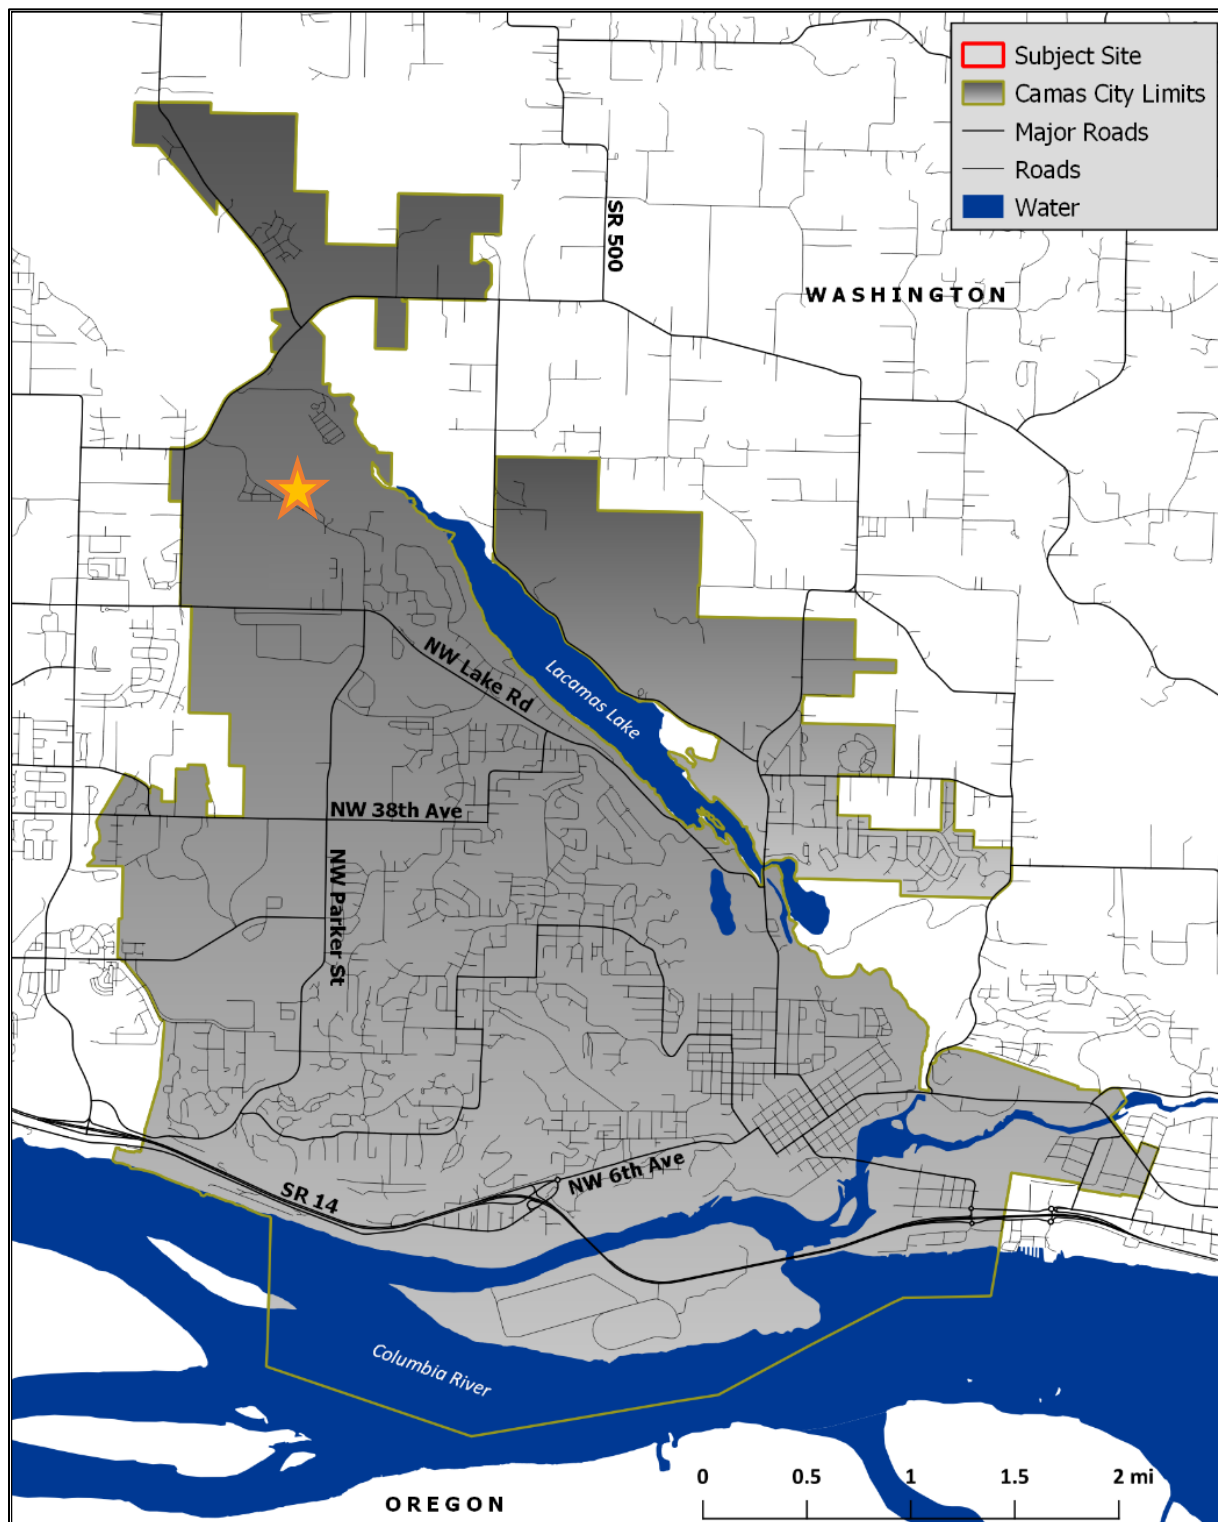 Subject Site
Camas City Limits
Major Roads
Roads
Water
SR 500
WASHINGTON
NW Lake Rd
Lacamas Lake
NW 38th Ave
NW Parker St
NW 6th Ave
SR 14
Columbia River
0 0.5 1 1.5 2 mi
OREGON